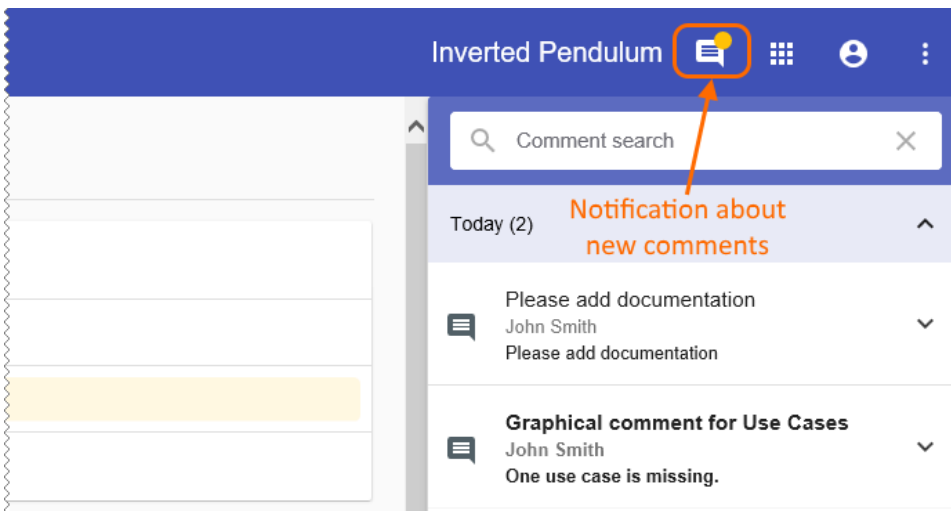 Inverted Pendulum
Comment search
Today (2)
Notification about
new comments
Please add documentation
John Smith
Please add documentation
Graphical comment for Use Cases
John Smith
One use case is missing.